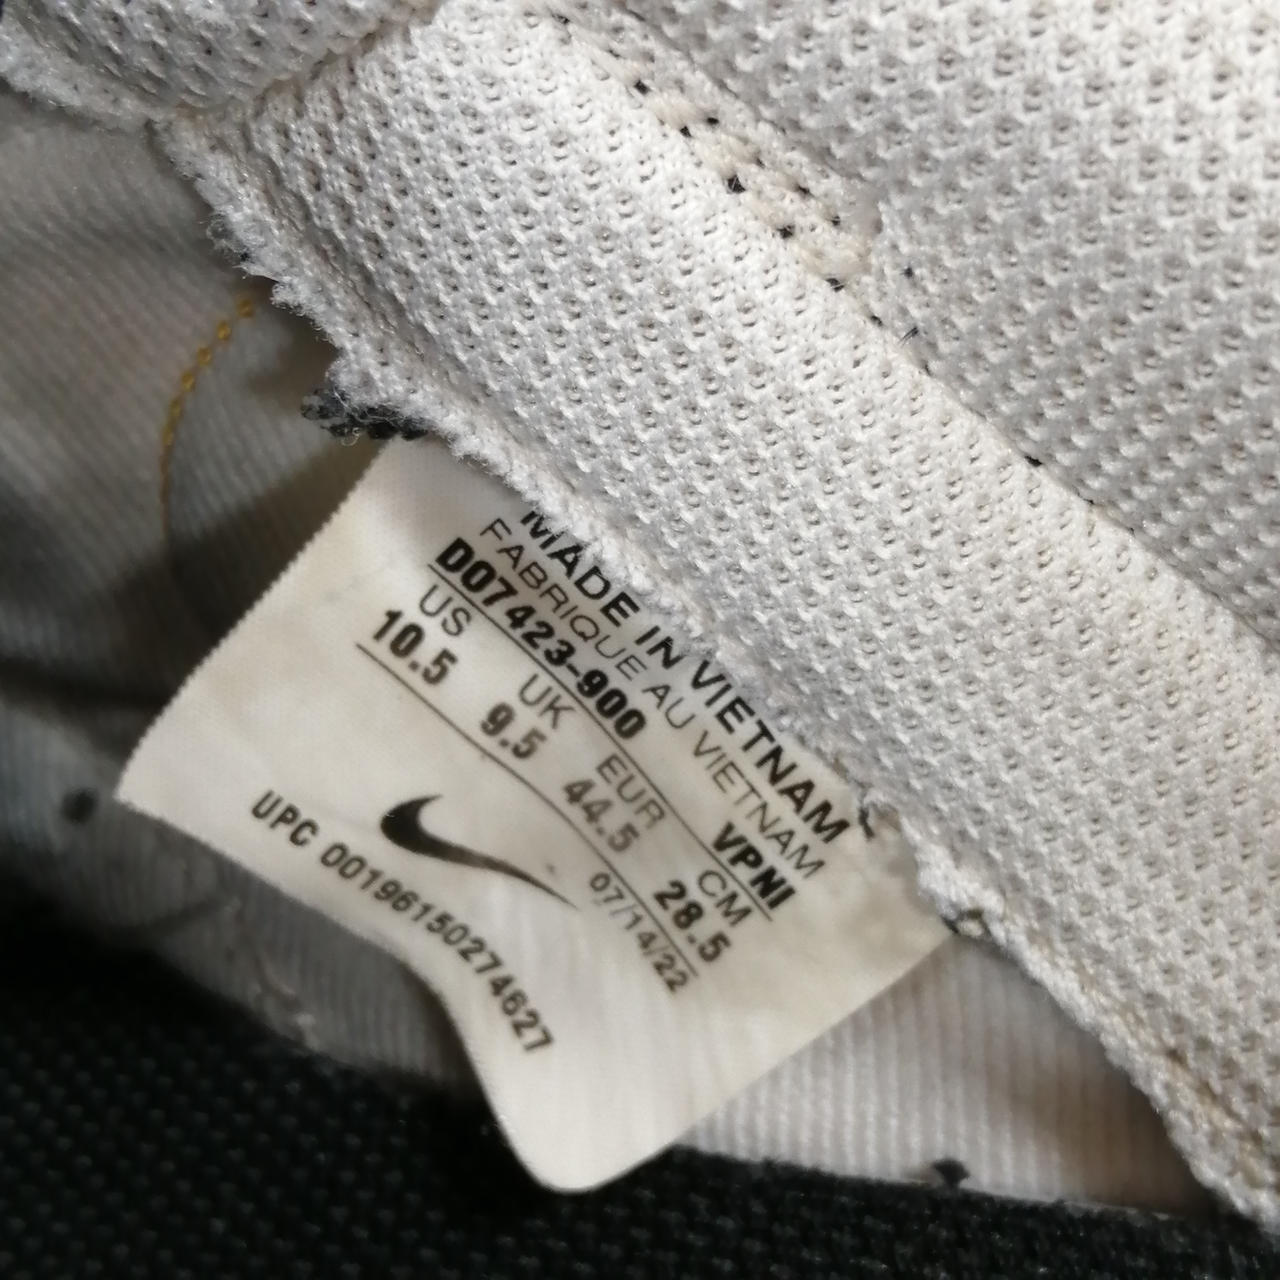 MADE IN VIETNAM
FABRIQUE AU VIETNAM
DO7423-900 VPNI
US UK EUR CM
10.5 9.5 44.5 28.5
07/14/22
UPC 00196150274627